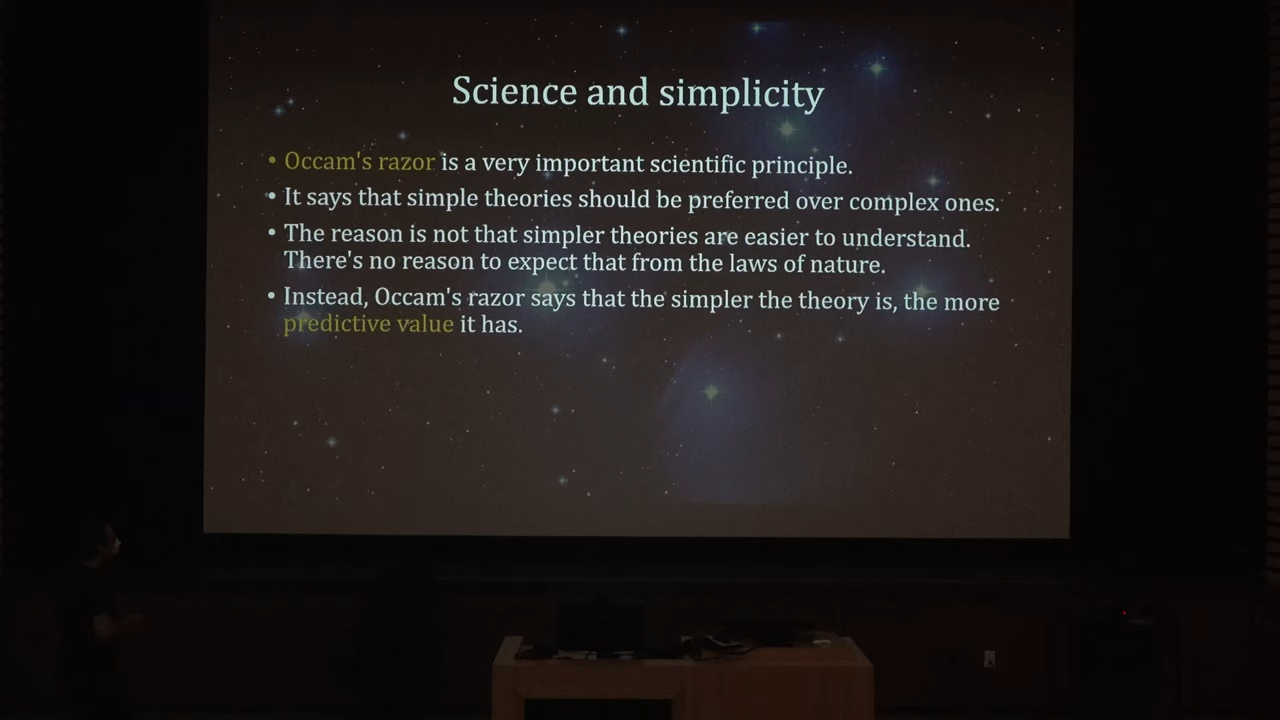 Science and simplicity
• Occam's razor is a very important scientific principle.
• It says that simple theories should be preferred over complex ones.
• The reason is not that simpler theories are easier to understand.
There's no reason to expect that from the laws of nature.
• Instead, Occam's razor says that the simpler the theory is, the more
predictive value it has.